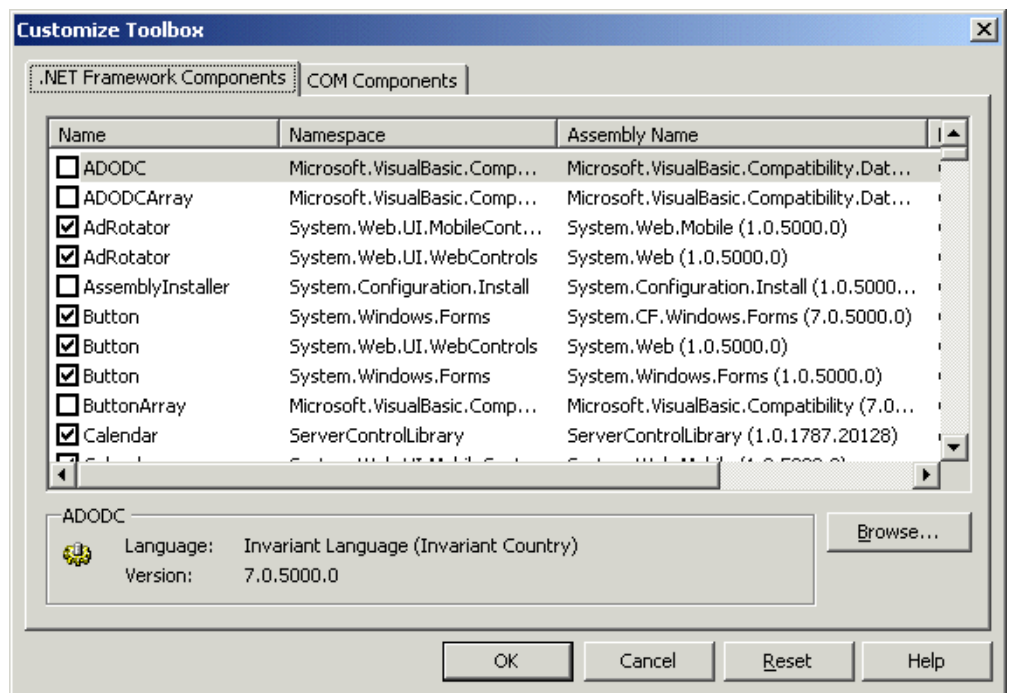 Customize Toolbox
.NET Framework Components COM Components
Name Namespace Assembly Name
ADODC Microsoft.VisualBasic.Comp... Microsoft.VisualBasic.Compatibility.Dat...
ADODCArray Microsoft.VisualBasic.Comp... Microsoft.VisualBasic.Compatibility.Dat...
AdRotator System.Web.UI.MobileCont... System.Web.Mobile (1.0.5000.0)
AdRotator System.Web.UI.WebControls System.Web (1.0.5000.0)
AssemblyInstaller System.Configuration.Install System.Configuration.Install (1.0.5000...
Button System.Windows.Forms System.CF.Windows.Forms (7.0.5000.0)
Button System.Web.UI.WebControls System.Web (1.0.5000.0)
Button System.Windows.Forms System.Windows.Forms (1.0.5000.0)
ButtonArray Microsoft.VisualBasic.Comp... Microsoft.VisualBasic.Compatibility (7.0...
Calendar ServerControlLibrary ServerControlLibrary (1.0.1787.20128)
ADODC
Language: Invariant Language (Invariant Country)
Version: 7.0.5000.0
Browse...
OK Cancel Reset Help